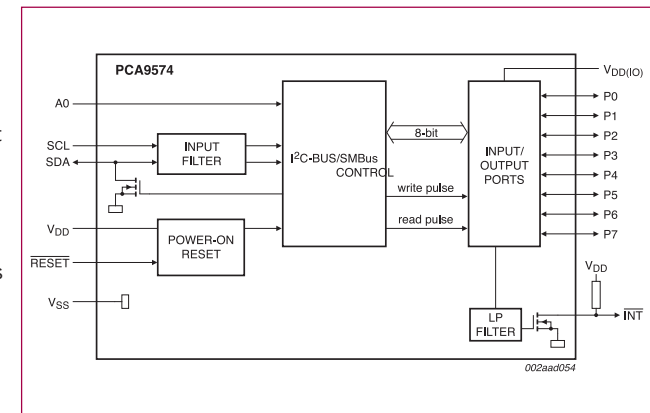 PCA9574
A0
SCL
SDA
INPUT
FILTER
VDD
RESET
POWER-ON
RESET
VSS
I²C-BUS/SMBus
CONTROL
8-bit
write pulse
read pulse
INPUT/
OUTPUT
PORTS
VDD(IO)
P0
P1
P2
P3
P4
P5
P6
P7
VDD
LP
FILTER
INT
002aad054
t
s